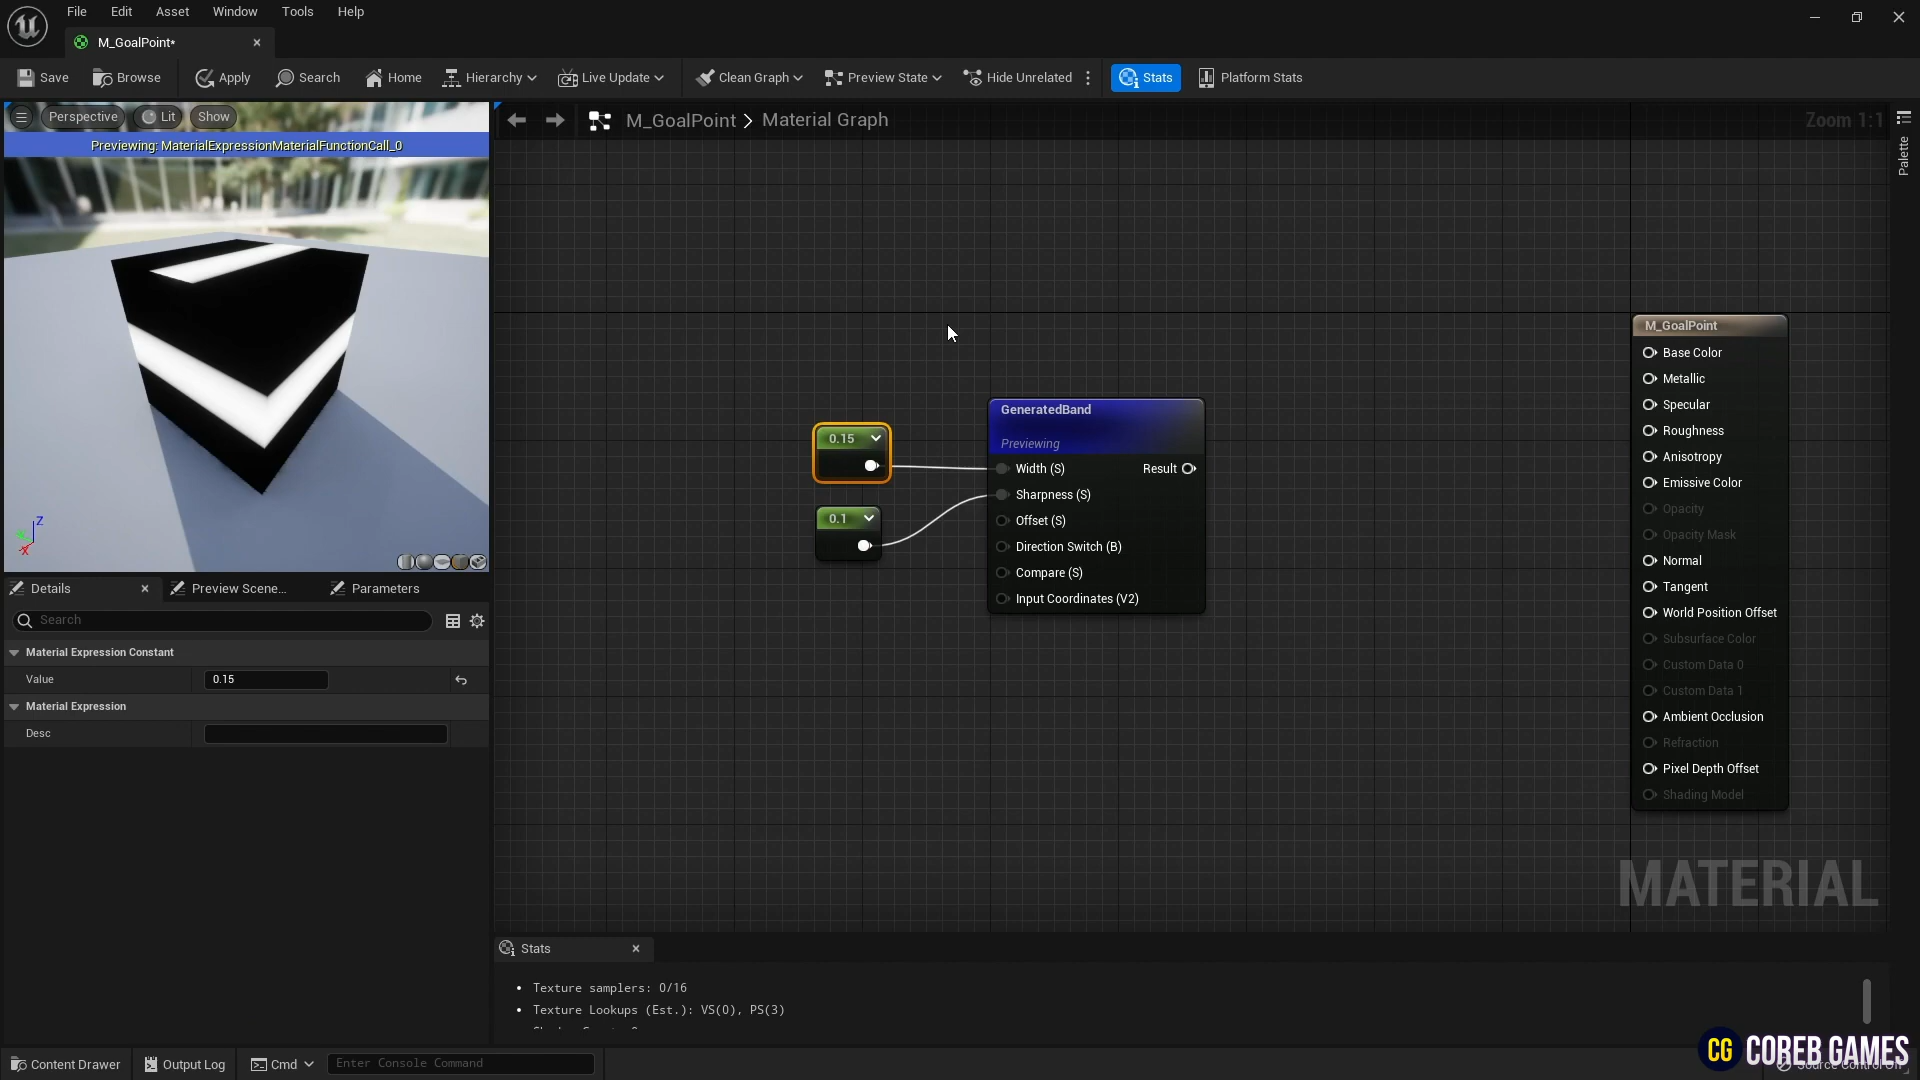 File Edit Asset Window Tools Help
M_GoalPoint*
Save Browse Apply Search Home Hierarchy Live Update Clean Graph Preview State Hide Unrelated Stats Platform Stats
Perspective Lit Show
Previewing: MaterialExpressionMaterialFunctionCall_0
Z
X
M_GoalPoint > Material Graph
Zoom 1:1
Palette
0.15
0.1
GeneratedBand
Previewing
Width (S) Result
Sharpness (S)
Offset (S)
Direction Switch (B)
Compare (S)
Input Coordinates (V2)
M_GoalPoint
Base Color
Metallic
Specular
Roughness
Anisotropy
Emissive Color
Opacity
Opacity Mask
Normal
Tangent
World Position Offset
Subsurface Color
Custom Data 0
Custom Data 1
Ambient Occlusion
Refraction
Pixel Depth Offset
Shading Model
MATERIAL
Details Preview Scene... Parameters
Search
Material Expression Constant
Value 0.15
Material Expression
Desc
Stats
Texture samplers: 0/16
Texture Lookups (Est.): VS(0), PS(3)
Content Drawer Output Log Cmd Enter Console Command
CG COREB GAMES
Source Control Off